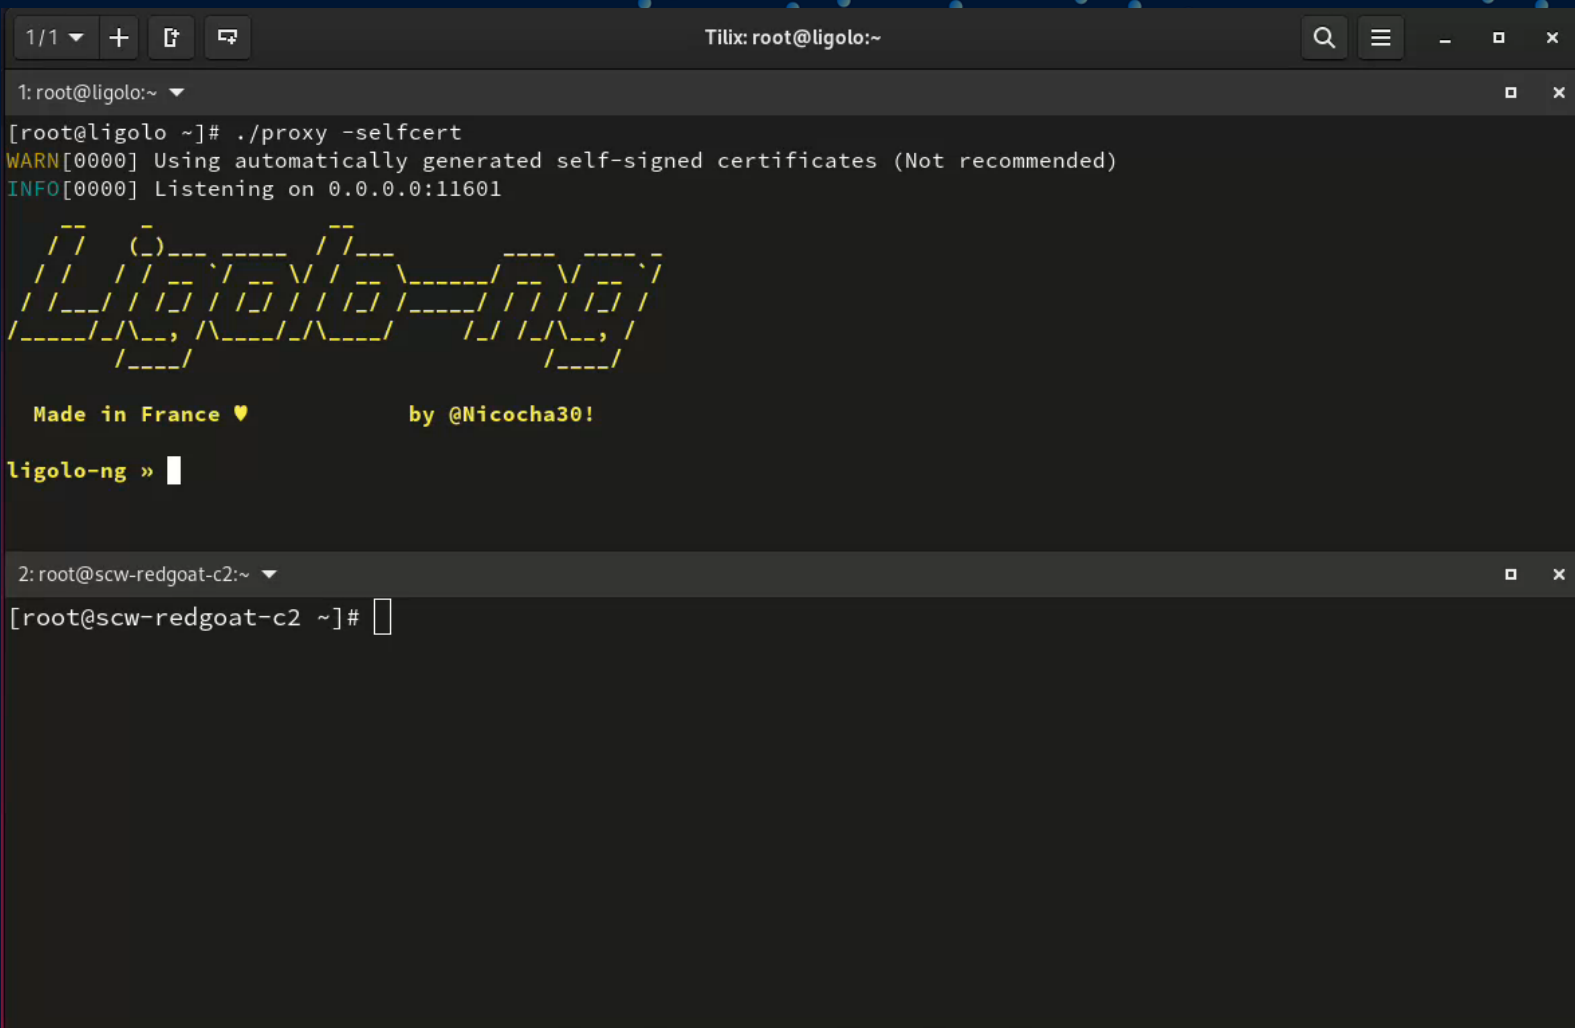 1/1
Tilix: root@ligolo:~
1: root@ligolo:~
[root@ligolo ~]# ./proxy -selfcert
WARN[0000] Using automatically generated self-signed certificates (Not recommended)
INFO[0000] Listening on 0.0.0.0:11601
Ligolo-ng
Made in France ♥ by @Nicocha30!
ligolo-ng »
2: root@scw-redgoat-c2:~
[root@scw-redgoat-c2 ~]#